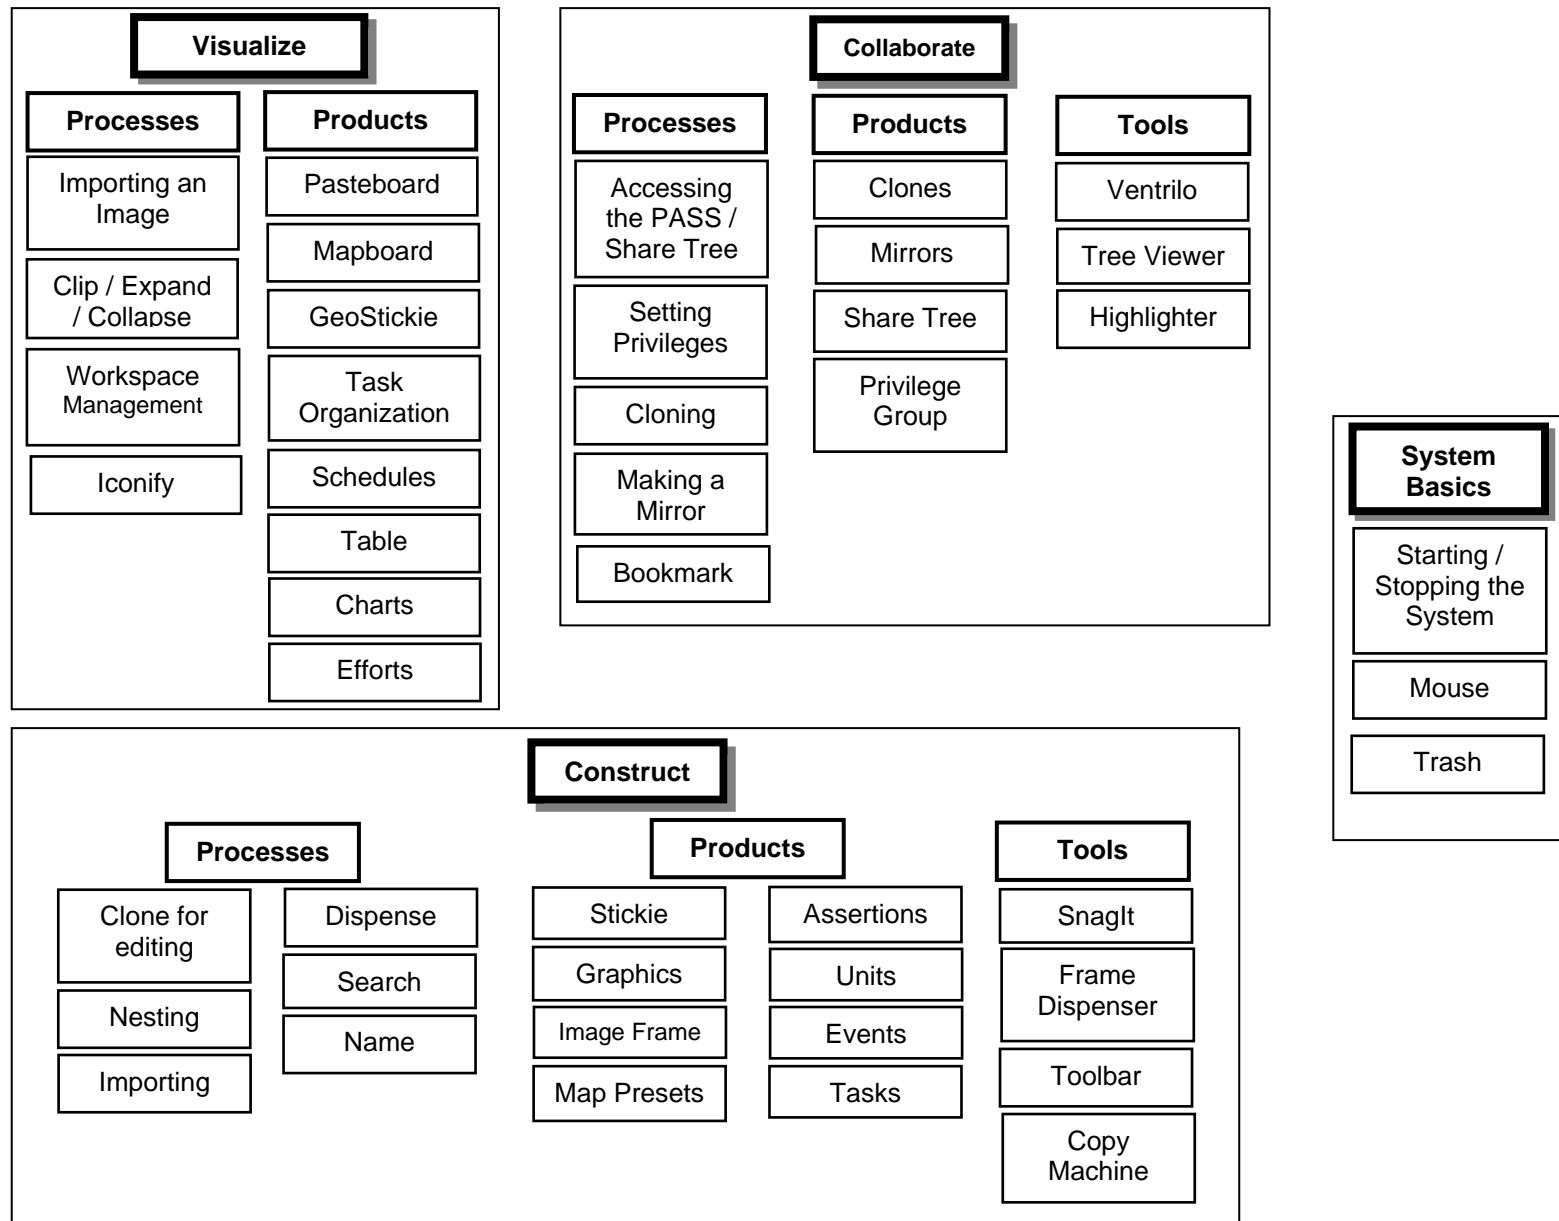 Visualize
Processes
Importing an
Image
Clip / Expand
/ Collapse
Workspace
Management
Iconify
Products
Pasteboard
Mapboard
GeoStickie
Task
Organization
Schedules
Table
Charts
Efforts
Collaborate
Processes
Accessing
the PASS /
Share Tree
Setting
Privileges
Cloning
Making a
Mirror
Bookmark
Products
Clones
Mirrors
Share Tree
Privilege
Group
Tools
Ventrilo
Tree Viewer
Highlighter
System
Basics
Starting /
Stopping the
System
Mouse
Trash
Construct
Processes
Clone for
editing
Nesting
Importing
Dispense
Search
Name
Products
Stickie
Graphics
Image Frame
Map Presets
Assertions
Units
Events
Tasks
Tools
SnagIt
Frame
Dispenser
Toolbar
Copy
Machine